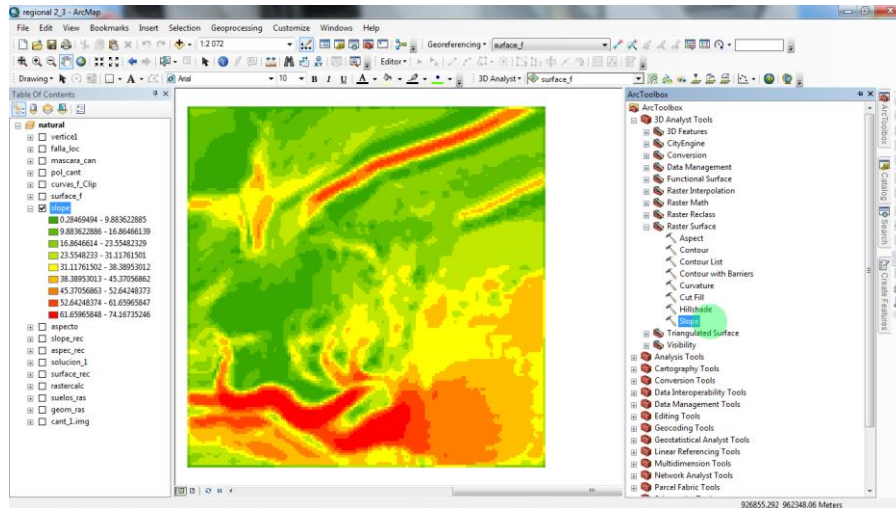 regional 2_3 - ArcMap
File Edit View Bookmarks Insert Selection Geoprocessing Customize Windows Help
1:2 072
Georeferencing
surface_f
Editor
Drawing
A
Arial
10
B I U A
3D Analyst
surface_f
Table Of Contents
natural
vertice1
falla_loc
mascara_can
pol_cant
curvas_f_Clip
surface_f
slope
0.28469494 - 9.883622885
9.883622886 - 16.86466139
16.8646614 - 23.55482329
23.5548233 - 31.11761501
31.11761502 - 38.38953012
38.38953013 - 45.37056862
45.37056863 - 52.64248373
52.64248374 - 61.65965847
61.65965848 - 74.16735246
aspecto
slope_rec
aspec_rec
solucion_1
surface_rec
rastercalc
suelos_ras
geom_ras
cant_1.img
ArcToolbox
ArcToolbox
3D Analyst Tools
3D Features
CityEngine
Conversion
Data Management
Functional Surface
Raster Interpolation
Raster Math
Raster Reclass
Raster Surface
Aspect
Contour
Contour List
Contour with Barriers
Curvature
Cut Fill
Hillshade
Slope
Triangulated Surface
Visibility
Analysis Tools
Cartography Tools
Conversion Tools
Data Interoperability Tools
Data Management Tools
Editing Tools
Geocoding Tools
Geostatistical Analyst Tools
Linear Referencing Tools
Multidimension Tools
Network Analyst Tools
Parcel Fabric Tools
ArcToolbox
Catalog
Search
Create Features
926855.292 962348.06 Meters